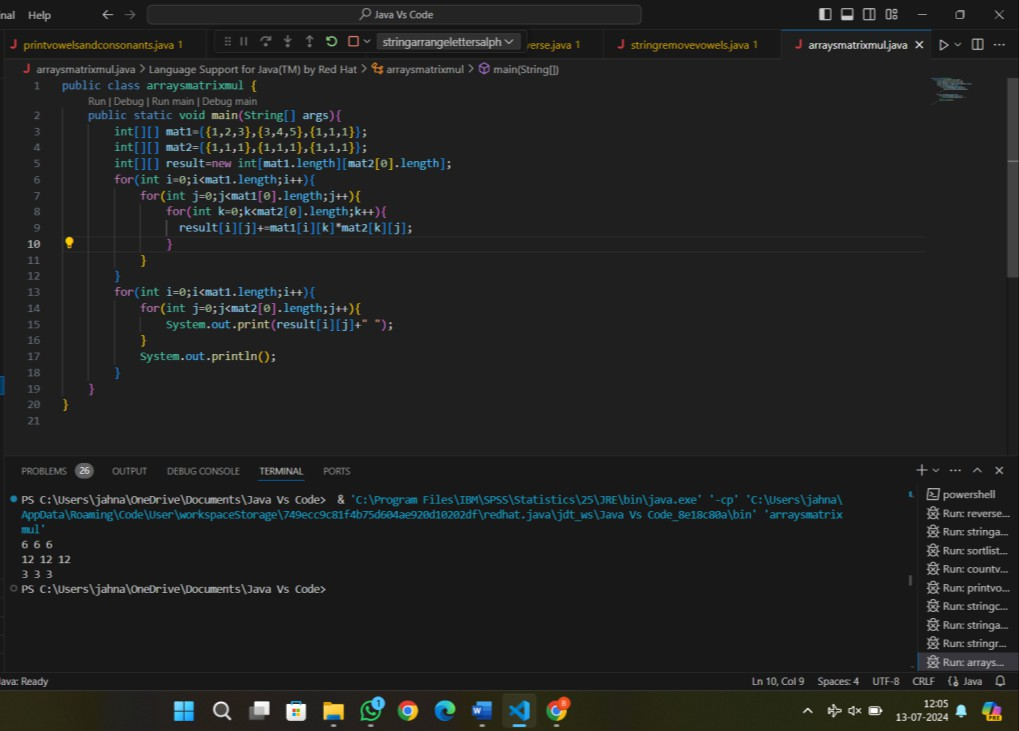 nal Help
Java Vs Code
J printvowelsandconsonants.java 1
stringarrangelettersalph
verse.java 1
J stringremovevowels.java 1
J arraysmatrixmul.java
J arraysmatrixmul.java > Language Support for Java(TM) by Red Hat > arraysmatrixmul > main(String[])
1 public class arraysmatrixmul {
Run | Debug | Run main | Debug main
2 public static void main(String[] args){
3 int[][] mat1={{1,2,3},{3,4,5},{1,1,1}};
4 int[][] mat2={{1,1,1},{1,1,1},{1,1,1}};
5 int[][] result=new int[mat1.length][mat2[0].length];
6 for(int i=0;i<mat1.length;i++){
7 for(int j=0;j<mat1[0].length;j++){
8 for(int k=0;k<mat2[0].length;k++){
9 result[i][j]+=mat1[i][k]*mat2[k][j];
10 }
11 }
12 }
13 for(int i=0;i<mat1.length;i++){
14 for(int j=0;j<mat2[0].length;j++){
15 System.out.print(result[i][j]+" ");
16 }
17 System.out.println();
18 }
19 }
20 }
21
PROBLEMS 26 OUTPUT DEBUG CONSOLE TERMINAL PORTS
PS C:\Users\jahna\OneDrive\Documents\Java Vs Code> & 'C:\Program Files\IBM\SPSS\Statistics\25\JRE\bin\java.exe' '-cp' 'C:\Users\jahna\
AppData\Roaming\Code\User\workspaceStorage\749ecc9c81f4b75d604ae920d10202df\redhat.java\jdt_ws\Java Vs Code_8e18c80a\bin' 'arraysmatrix
mul'
6 6 6
12 12 12
3 3 3
PS C:\Users\jahna\OneDrive\Documents\Java Vs Code>
powershell
Run: reverse...
Run: stringa...
Run: sortlist...
Run: countv...
Run: printvo...
Run: stringc...
Run: stringa...
Run: stringr...
Run: arrays...
Java: Ready
Ln 10, Col 9 Spaces: 4 UTF-8 CRLF {} Java
1
8
12:05
13-07-2024
PRE